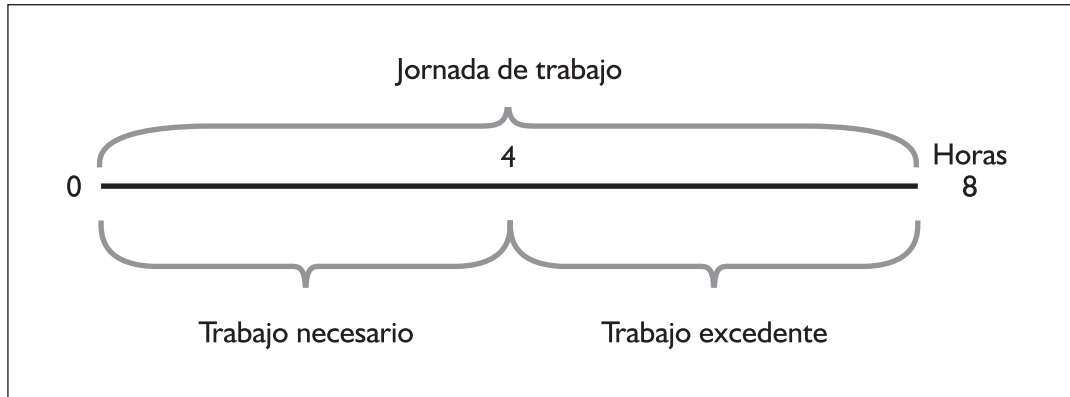 Jornada de trabajo
4
Horas
0
8
Trabajo necesario
Trabajo excedente